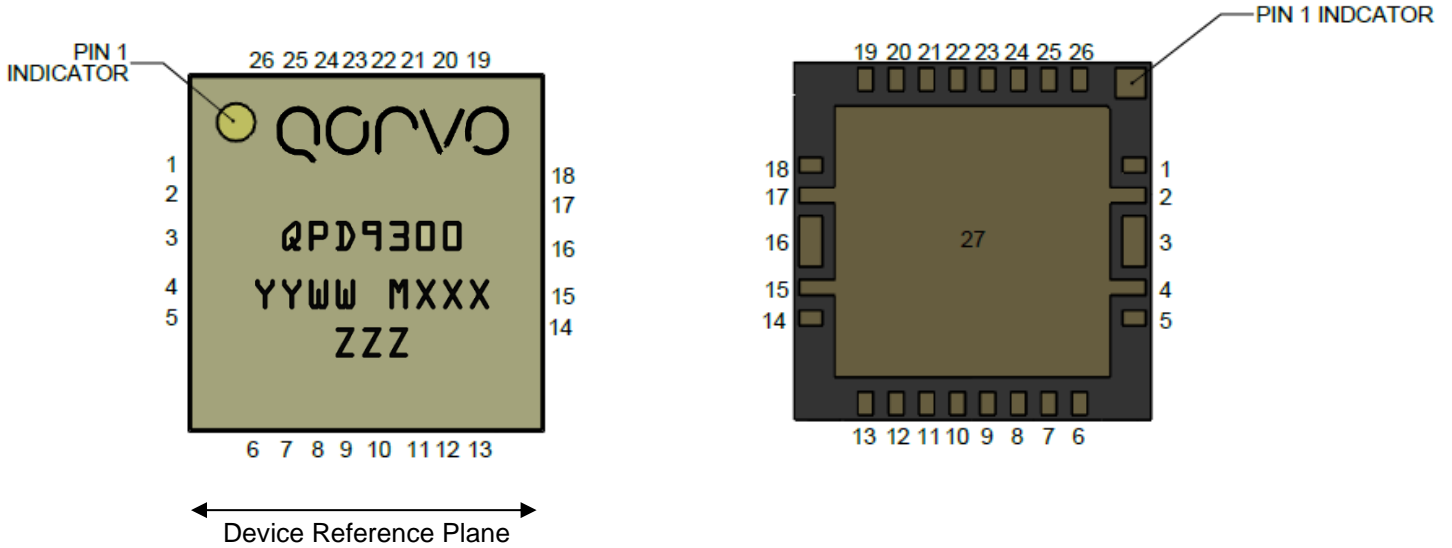 PIN 1
INDICATOR
26 25 24 23 22 21 20 19
QORVO
1
2
3
4
5
18
17
16
15
14
QPD9300
YYWW MXXX
ZZZ
6 7 8 9 10 11 12 13
Device Reference Plane
PIN 1 INDCATOR
19 20 21 22 23 24 25 26
18
17
16
15
14
27
1
2
3
4
5
13 12 11 10 9 8 7 6